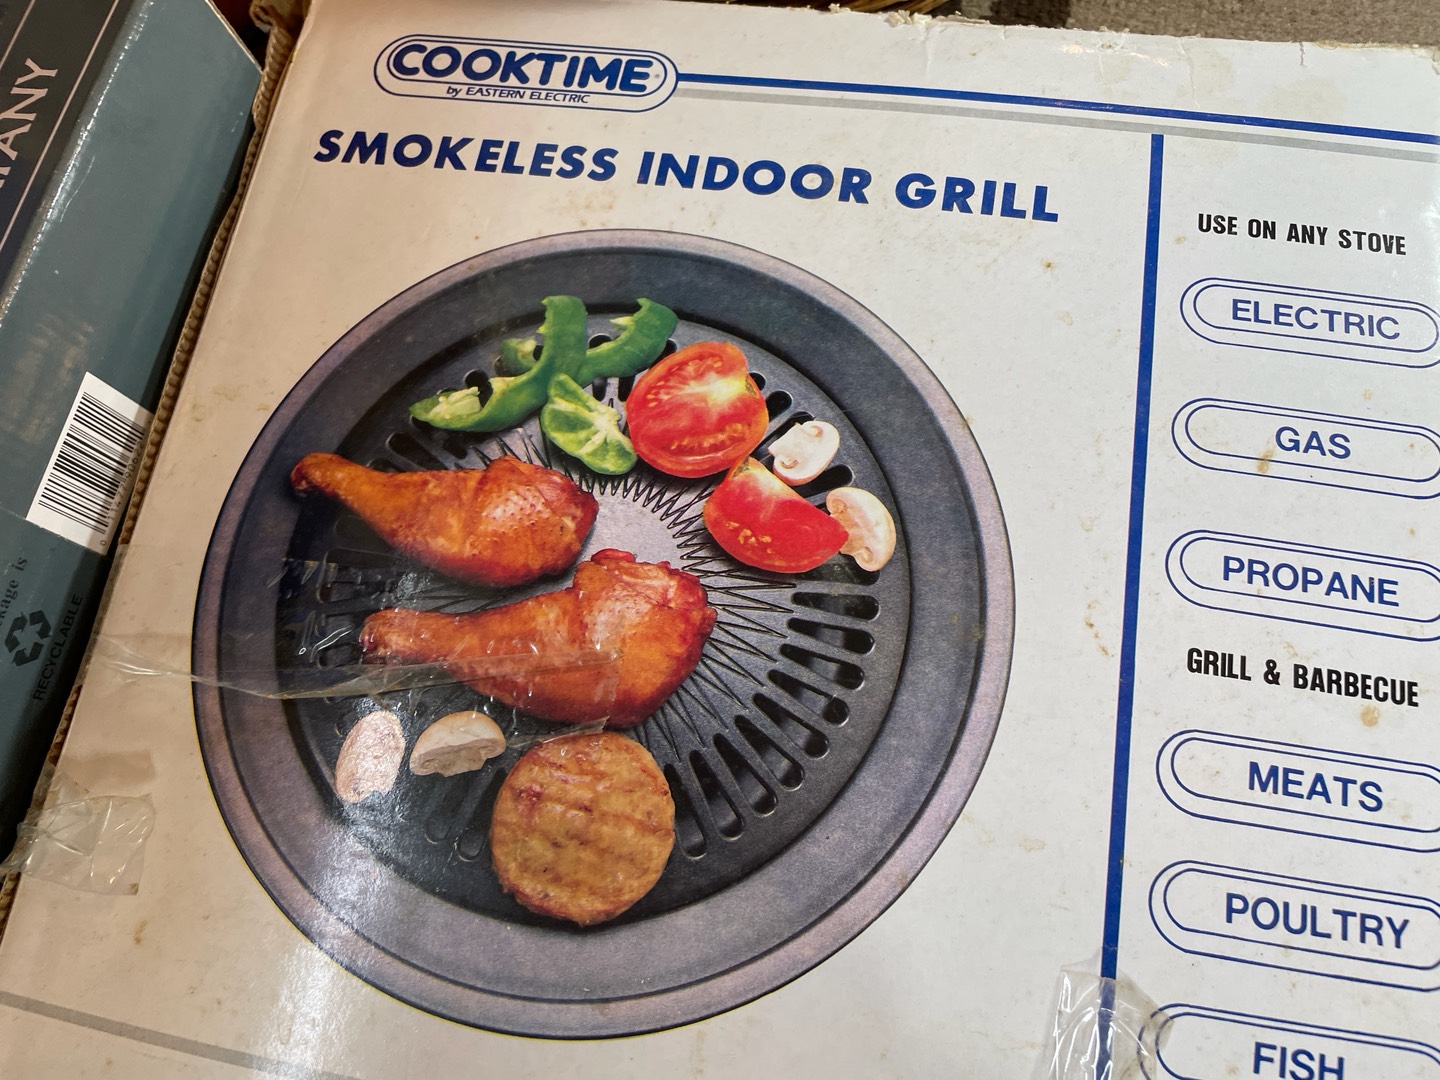 COOKTIME
by EASTERN ELECTRIC
SMOKELESS INDOOR GRILL
USE ON ANY STOVE
ELECTRIC
GAS
PROPANE
GRILL & BARBECUE
MEATS
POULTRY
FISH
is
RECYCLABLE